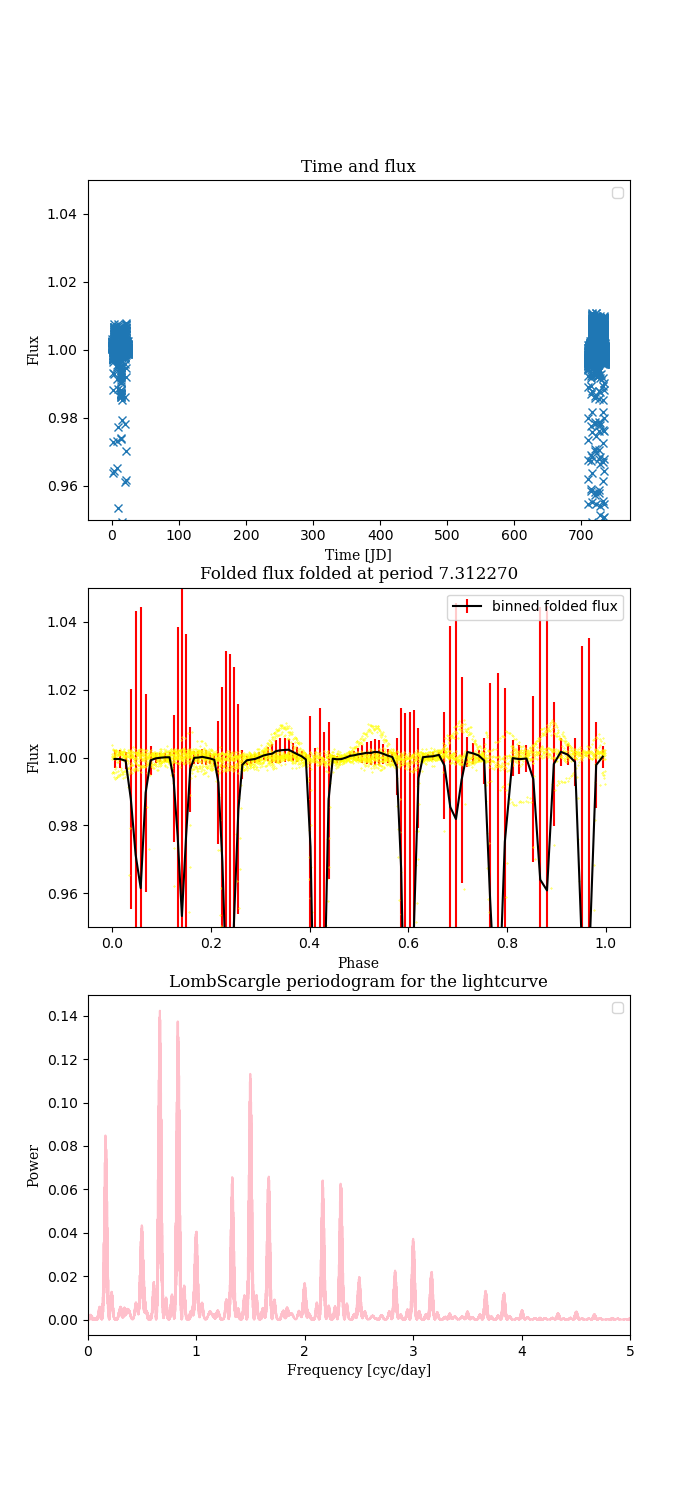 Time and flux
1.04
1.02
1.00
0.98
0.96
Flux
0 100 200 300 400 500 600 700
Time [JD]
Folded flux folded at period 7.312270
binned folded flux
1.04
1.02
1.00
0.98
0.96
Flux
0.0 0.2 0.4 0.6 0.8 1.0
Phase
LombScargle periodogram for the lightcurve
0.14
0.12
0.10
0.08
0.06
0.04
0.02
0.00
Power
0 1 2 3 4 5
Frequency [cyc/day]